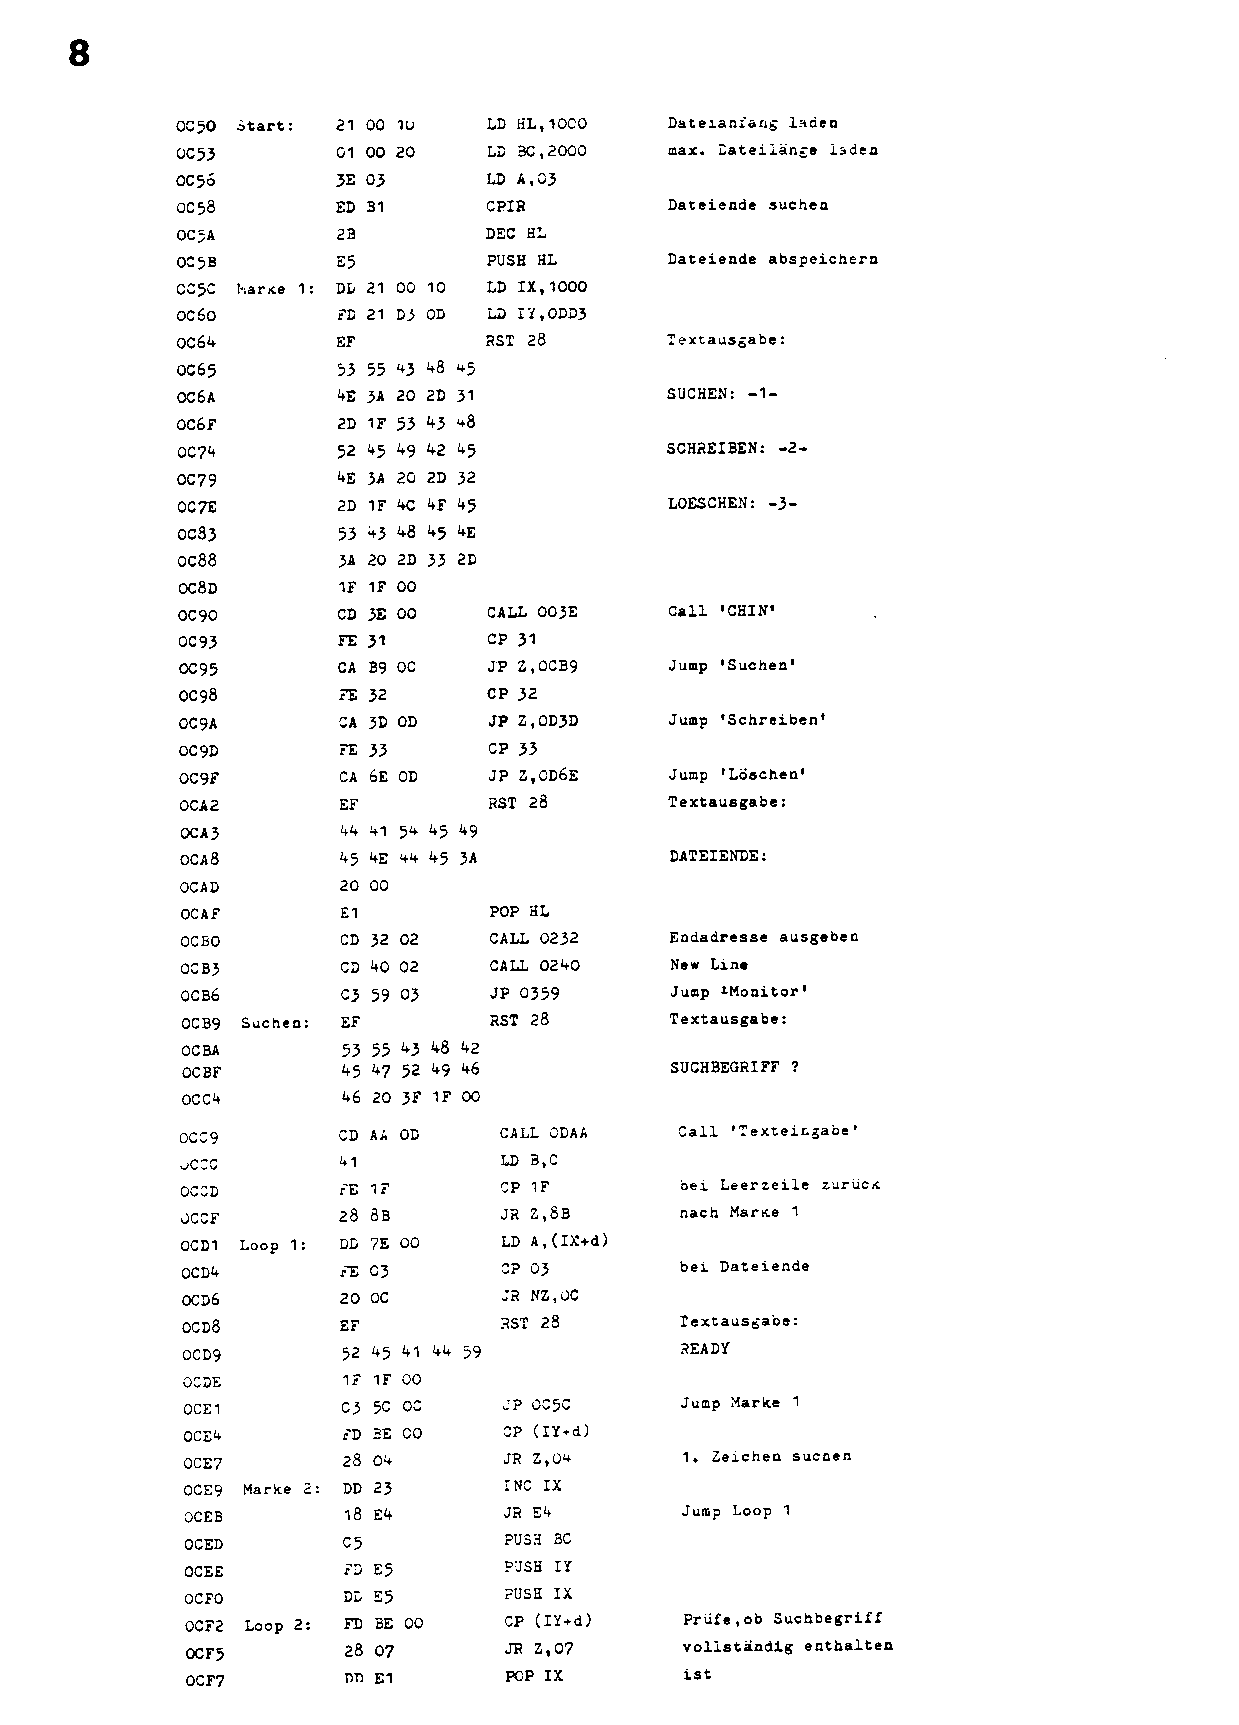 8
0C50 Start: 21 00 10 LD HL,1000 Dateianfang laden
0C53 01 00 20 LD BC,2000 max. Dateilänge laden
0C56 3E 03 LD A,03
0C58 ED B1 CPIR Dateiende suchen
0C5A 2B DEC HL
0C5B E5 PUSH HL Dateiende abspeichern
0C5C Marke 1: DD 21 00 10 LD IX,1000
0C60 FD 21 D3 0D LD IY,0DD3
0C64 EF RST 28 Textausgabe:
0C65 53 55 43 48 45
0C6A 4E 3A 20 2D 31 SUCHEN: -1-
0C6F 2D 1F 53 43 48
0C74 52 45 49 42 45 SCHREIBEN: -2-
0C79 4E 3A 20 2D 32
0C7E 2D 1F 4C 4F 45 LOESCHEN: -3-
0C83 53 43 48 45 4E
0C88 3A 20 2D 33 2D
0C8D 1F 1F 00
0C90 CD 3E 00 CALL 003E Call 'CHIN'
0C93 FE 31 CP 31
0C95 CA B9 0C JP Z,0CB9 Jump 'Suchen'
0C98 FE 32 CP 32
0C9A CA 3D 0D JP Z,0D3D Jump 'Schreiben'
0C9D FE 33 CP 33
0C9F CA 6E 0D JP Z,0D6E Jump 'Löschen'
0CA2 EF RST 28 Textausgabe:
0CA3 44 41 54 45 49
0CA8 45 4E 44 45 3A DATEIENDE:
0CAD 20 00
0CAF E1 POP HL
0CB0 CD 32 02 CALL 0232 Endadresse ausgeben
0CB3 CD 40 02 CALL 0240 New Line
0CB6 C3 59 03 JP 0359 Jump 'Monitor'
0CB9 Suchen: EF RST 28 Textausgabe:
0CBA 53 55 43 48 42
0CBF 45 47 52 49 46 SUCHBEGRIFF ?
0CC4 46 20 3F 1F 00
0CC9 CD AA 0D CALL 0DAA Call 'Texteingabe'
0CCC 41 LD B,C
0CCD FE 1F CP 1F bei Leerzeile zurück
0CCF 28 8B JR Z,8B nach Marke 1
0CD1 Loop 1: DD 7E 00 LD A,(IX+d)
0CD4 FE 03 CP 03 bei Dateiende
0CD6 20 0C JR NZ,0C
0CD8 EF RST 28 Textausgabe:
0CD9 52 45 41 44 59 READY
0CDE 1F 1F 00
0CE1 C3 5C 0C JP 0C5C Jump Marke 1
0CE4 FD BE 00 CP (IY+d)
0CE7 28 04 JR Z,04 1. Zeichen suchen
0CE9 Marke 2: DD 23 INC IX
0CEB 18 E4 JR E4 Jump Loop 1
0CED C5 PUSH BC
0CEE FD E5 PUSH IY
0CF0 DD E5 PUSH IX
0CF2 Loop 2: FD BE 00 CP (IY+d) Prüfe,ob Suchbegriff
0CF5 28 07 JR Z,07 vollständig enthalten
0CF7 DD E1 POP IX ist